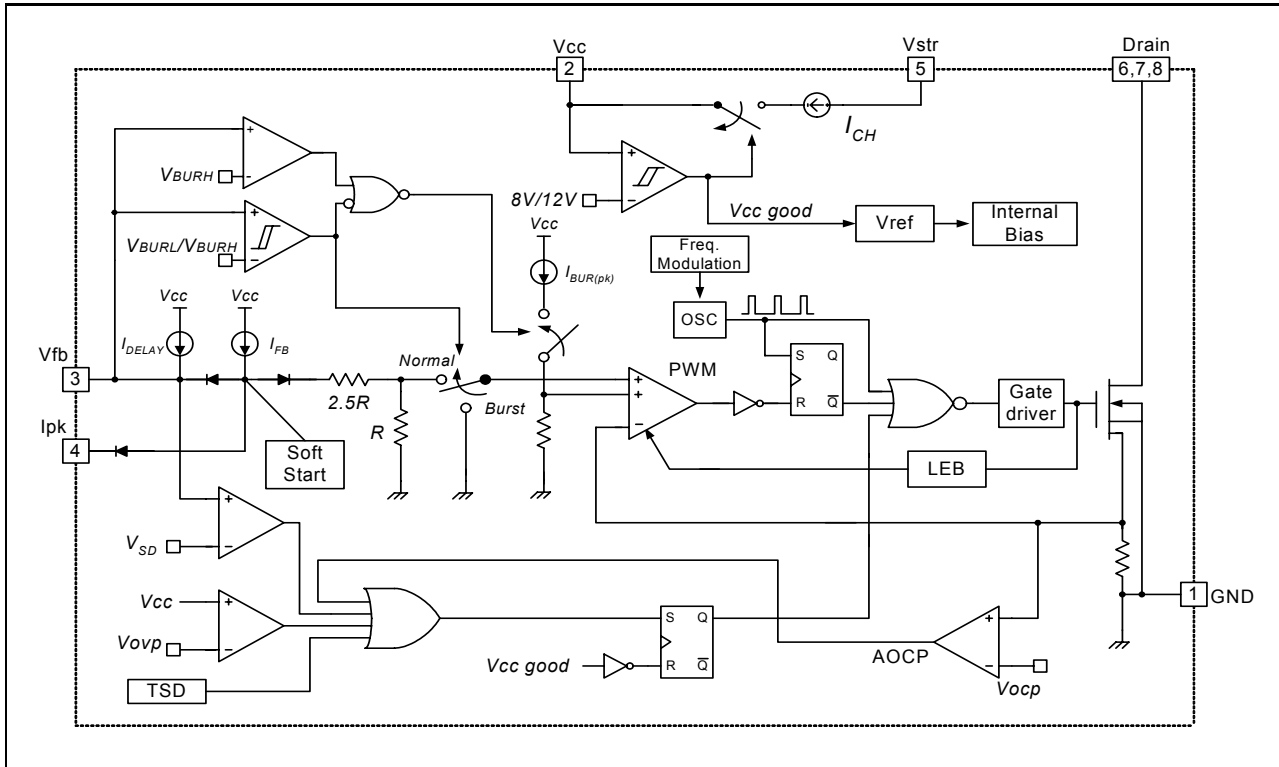 Vcc
2
Vstr
5
Drain
6,7,8
+
VBURH
-
+
VBURL/VBURH
-
ICH
+
8V/12V
-
Vcc good
Vref
Internal
Bias
Freq.
Modulation
OSC
Vcc
IBUR(pk)
Vcc
Vcc
IDELAY
IFB
Vfb
3
2.5R
R
Normal
Burst
+
+
−
PWM
S
Q
R
Q
Gate
driver
LEB
Ipk
4
Soft
Start
+
VSD
−
Vcc
+
Vovp
−
TSD
S
Q
R
Q
Vcc good
AOCP
+
−
Vocp
1
GND